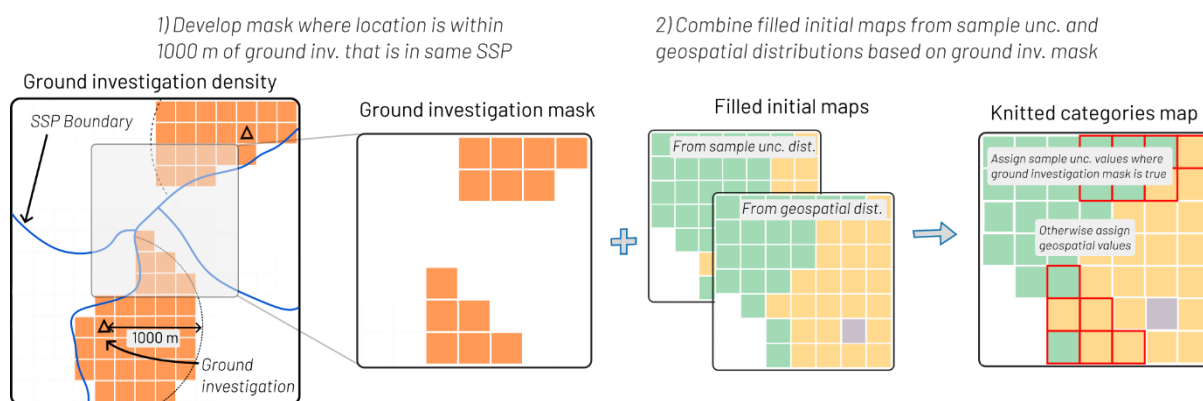 1) Develop mask where location is within
1000 m of ground inv. that is in same SSP
2) Combine filled initial maps from sample unc. and
geospatial distributions based on ground inv. mask
Ground investigation density
SSP Boundary
1000 m
Ground
investigation
Ground investigation mask
Filled initial maps
From sample unc. dist.
From geospatial dist.
Knitted categories map
Assign sample unc. values where
ground investigation mask is true
Otherwise assign
geospatial values